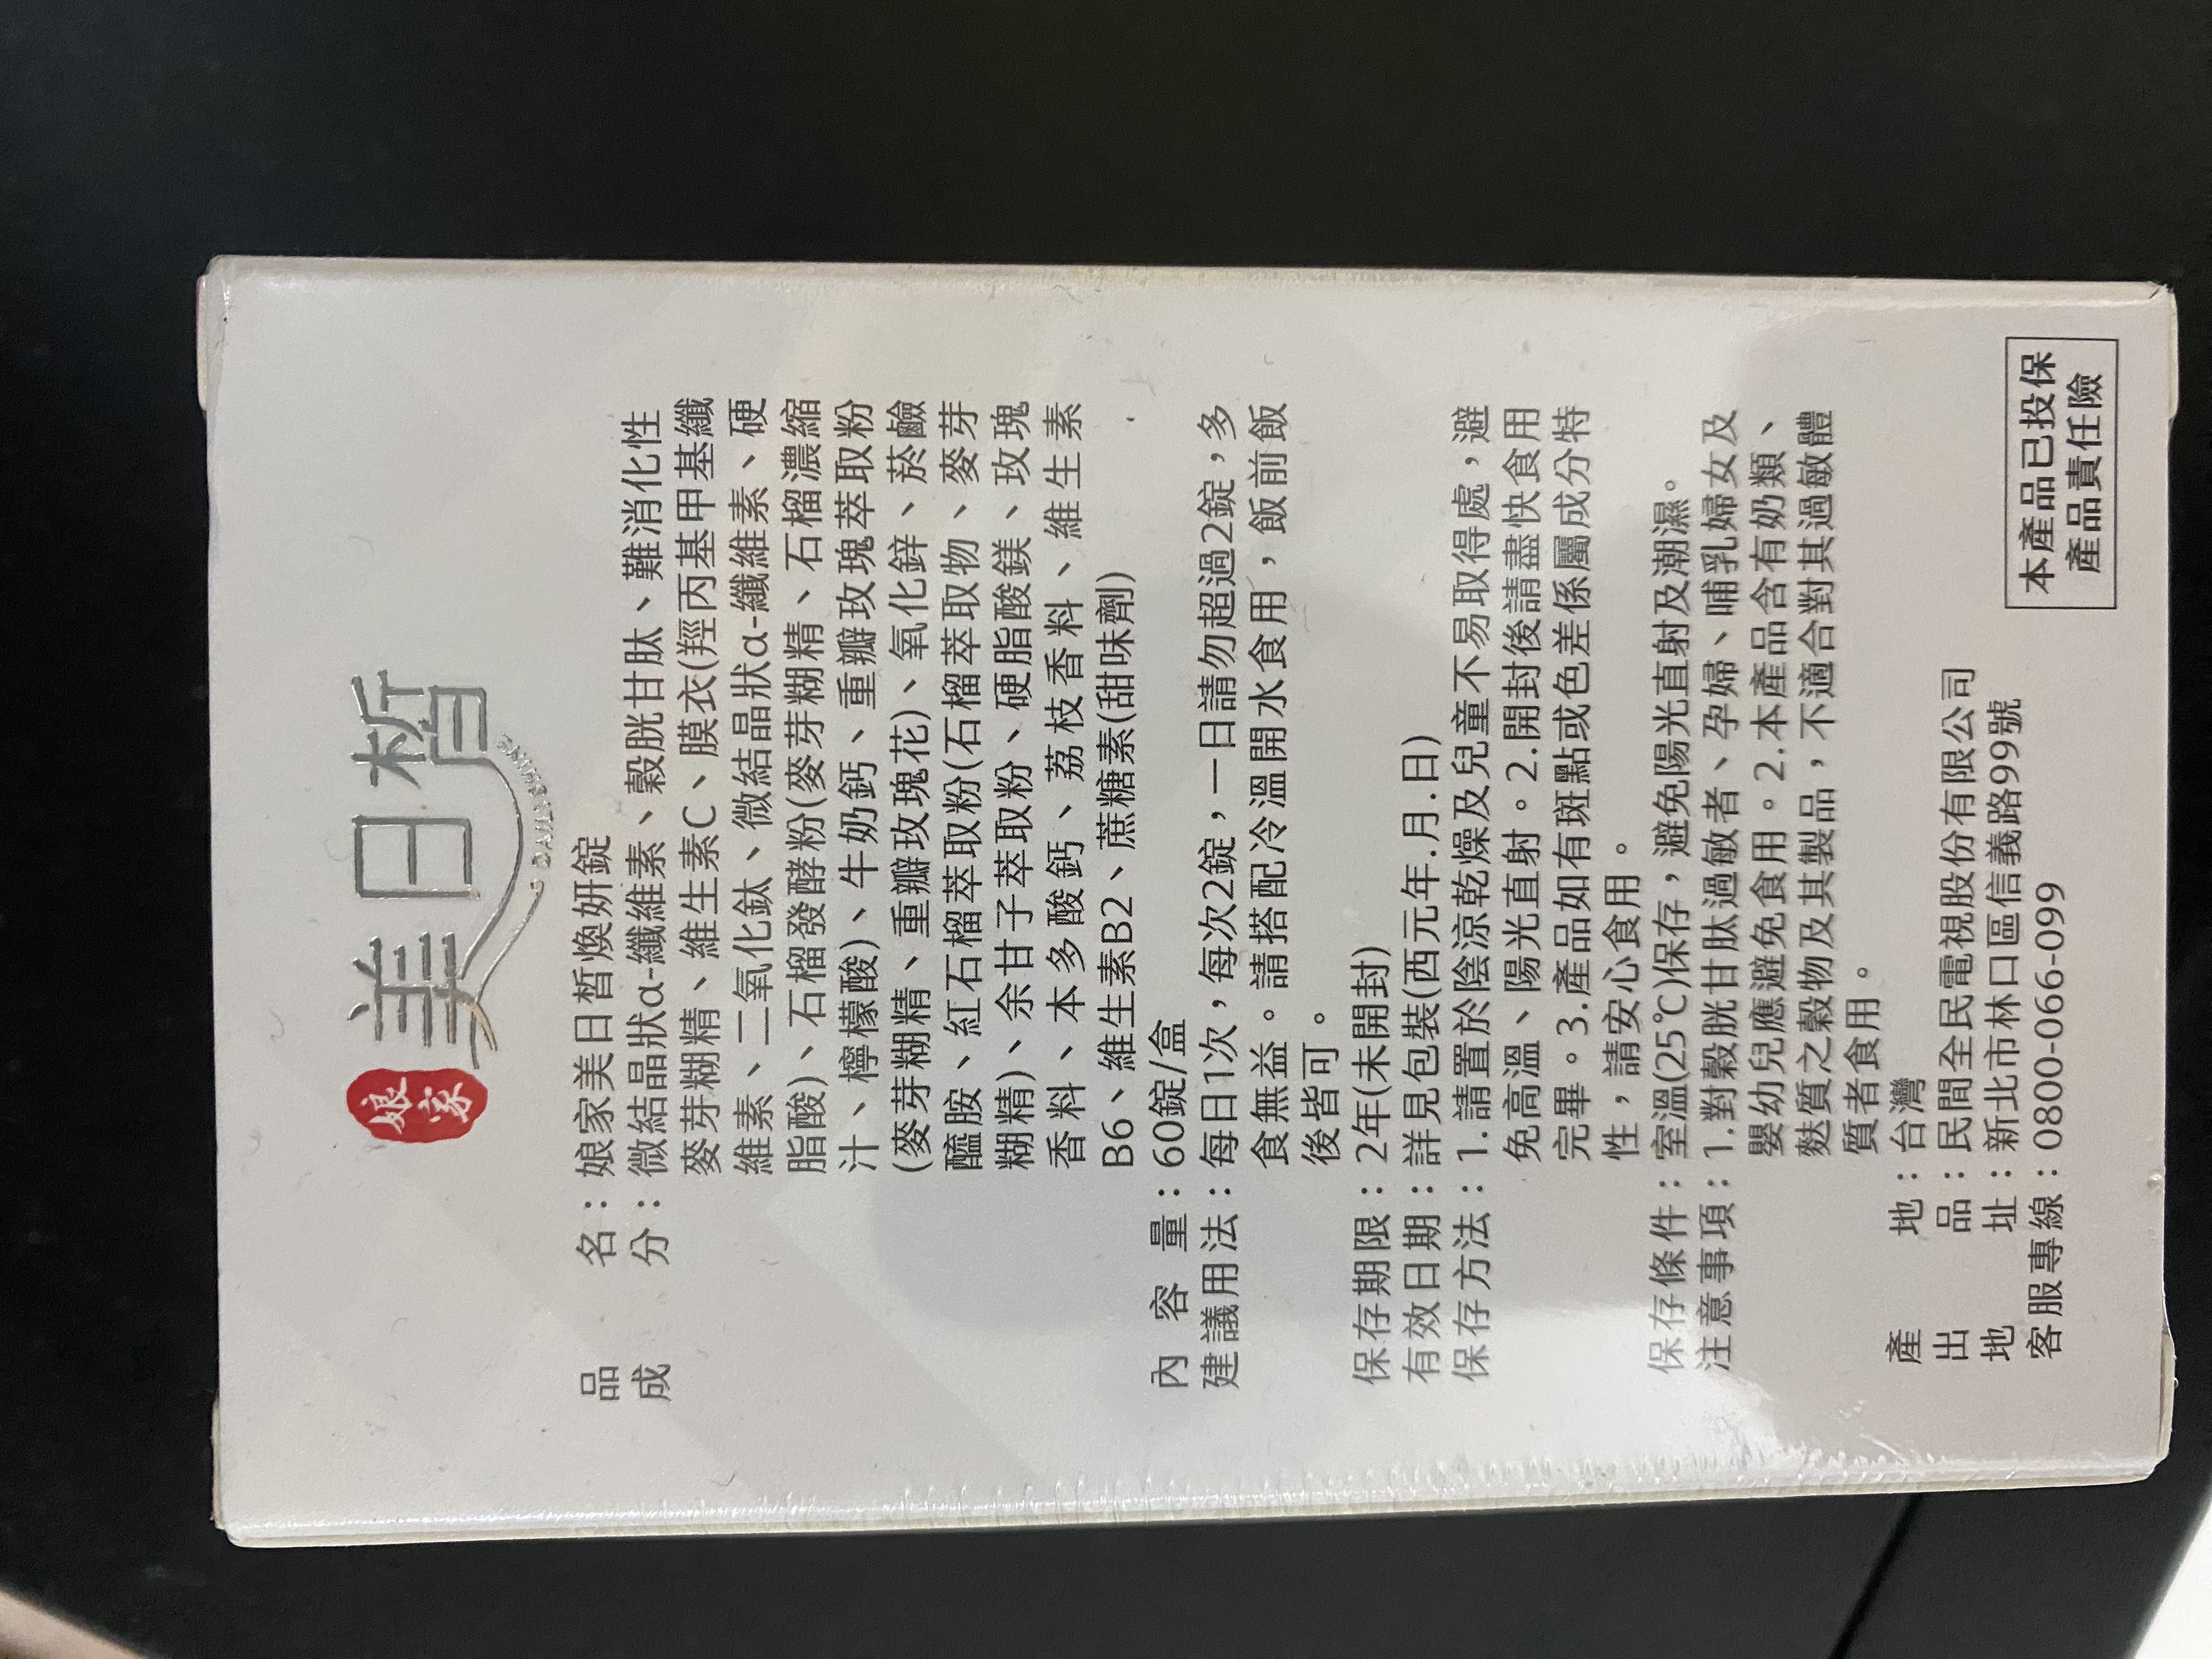 娘家
美日皙
品名：娘家美日皙煥妍錠
成分：微結晶狀α-纖維素、穀胱甘肽、難消化性
麥芽糊精、維生素C、膜衣(羥丙基甲基纖
維素、二氧化鈦、微結晶狀α-纖維素、硬
脂酸)、石榴發酵粉(麥芽糊精、石榴濃縮
汁、檸檬酸)、牛奶鈣、重瓣玫瑰萃取粉
(麥芽糊精、重瓣玫瑰花)、氧化鋅、菸鹼
醯胺、紅石榴萃取粉(石榴萃取物、麥芽
糊精)、余甘子萃取粉、硬脂酸鎂、玫瑰
香料、本多酸鈣、荔枝香料、維生素
B6、維生素B2、蔗糖素(甜味劑)
內容量：60錠/盒
建議用法：每日1次，每次2錠，一日請勿超過2錠，多
食無益。請搭配冷溫開水食用，飯前飯
後皆可。
保存期限：2年(未開封)
有效日期：詳見包裝(西元年.月.日)
保存方法：1.請置於陰涼乾燥及兒童不易取得處，避
免高溫、陽光直射。2.開封後請盡快食用
完畢。3.產品如有斑點或色差係屬成分特
性，請安心食用。
保存條件：室溫(25℃)保存，避免陽光直射及潮濕。
注意事項：1.對穀胱甘肽過敏者、孕婦、哺乳婦女及
嬰幼兒應避免食用。2.本產品含有奶類、
麩質之穀物及其製品，不適合對其過敏體
質者食用。
產地：台灣
出品：民間全民電視股份有限公司
地址：新北市林口區信義路99號
客服專線：0800-066-099
本產品已投保
產品責任險